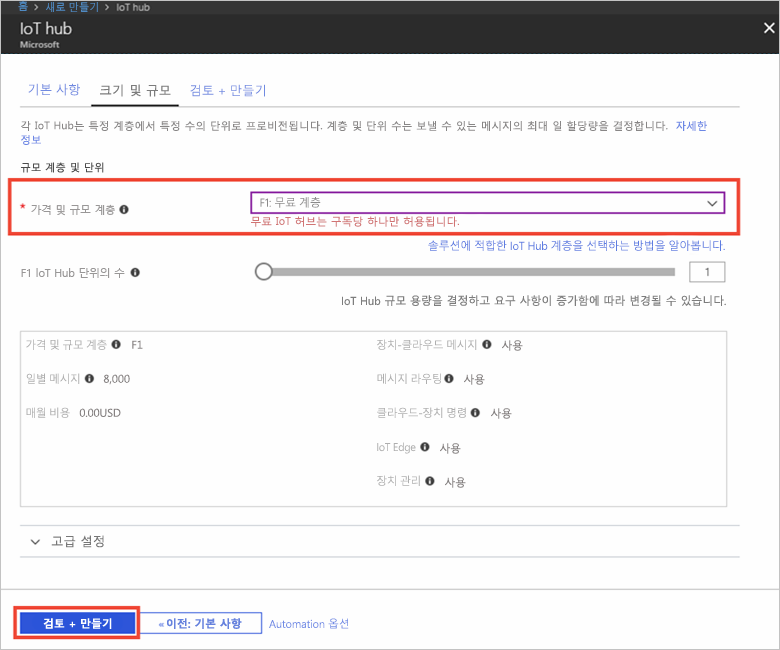 홈 > 새로 만들기 > IoT hub
IoT hub
Microsoft
기본 사항 크기 및 규모 검토 + 만들기
각 IoT Hub는 특정 계층에서 특정 수의 단위로 프로비전됩니다. 계층 및 단위 수는 보낼 수 있는 메시지의 최대 일 할당량을 결정합니다. 자세한
정보
규모 계층 및 단위
* 가격 및 규모 계층 F1: 무료 계층
무료 IoT 허브는 구독당 하나만 허용됩니다.
솔루션에 적합한 IoT Hub 계층을 선택하는 방법을 알아봅니다.
F1 IoT Hub 단위의 수 1
IoT Hub 규모 용량을 결정하고 요구 사항이 증가함에 따라 변경될 수 있습니다.
가격 및 규모 계층 F1 장치-클라우드 메시지 사용
일별 메시지 8,000 메시지 라우팅 사용
매월 비용 0.00USD 클라우드-장치 명령 사용
IoT Edge 사용
장치 관리 사용
고급 설정
검토 + 만들기 «이전: 기본 사항 Automation 옵션